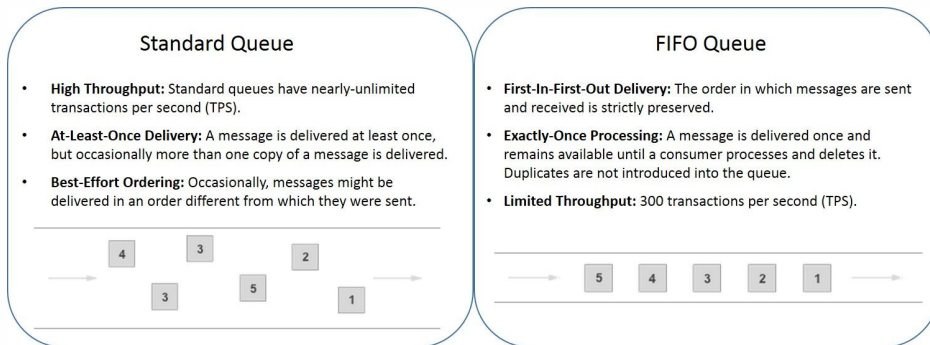 Standard Queue
• High Throughput: Standard queues have nearly-unlimited
transactions per second (TPS).
• At-Least-Once Delivery: A message is delivered at least once,
but occasionally more than one copy of a message is delivered.
• Best-Effort Ordering: Occasionally, messages might be
delivered in an order different from which they were sent.
4 3 2
3 5 1
FIFO Queue
• First-In-First-Out Delivery: The order in which messages are sent
and received is strictly preserved.
• Exactly-Once Processing: A message is delivered once and
remains available until a consumer processes and deletes it.
Duplicates are not introduced into the queue.
• Limited Throughput: 300 transactions per second (TPS).
5 4 3 2 1